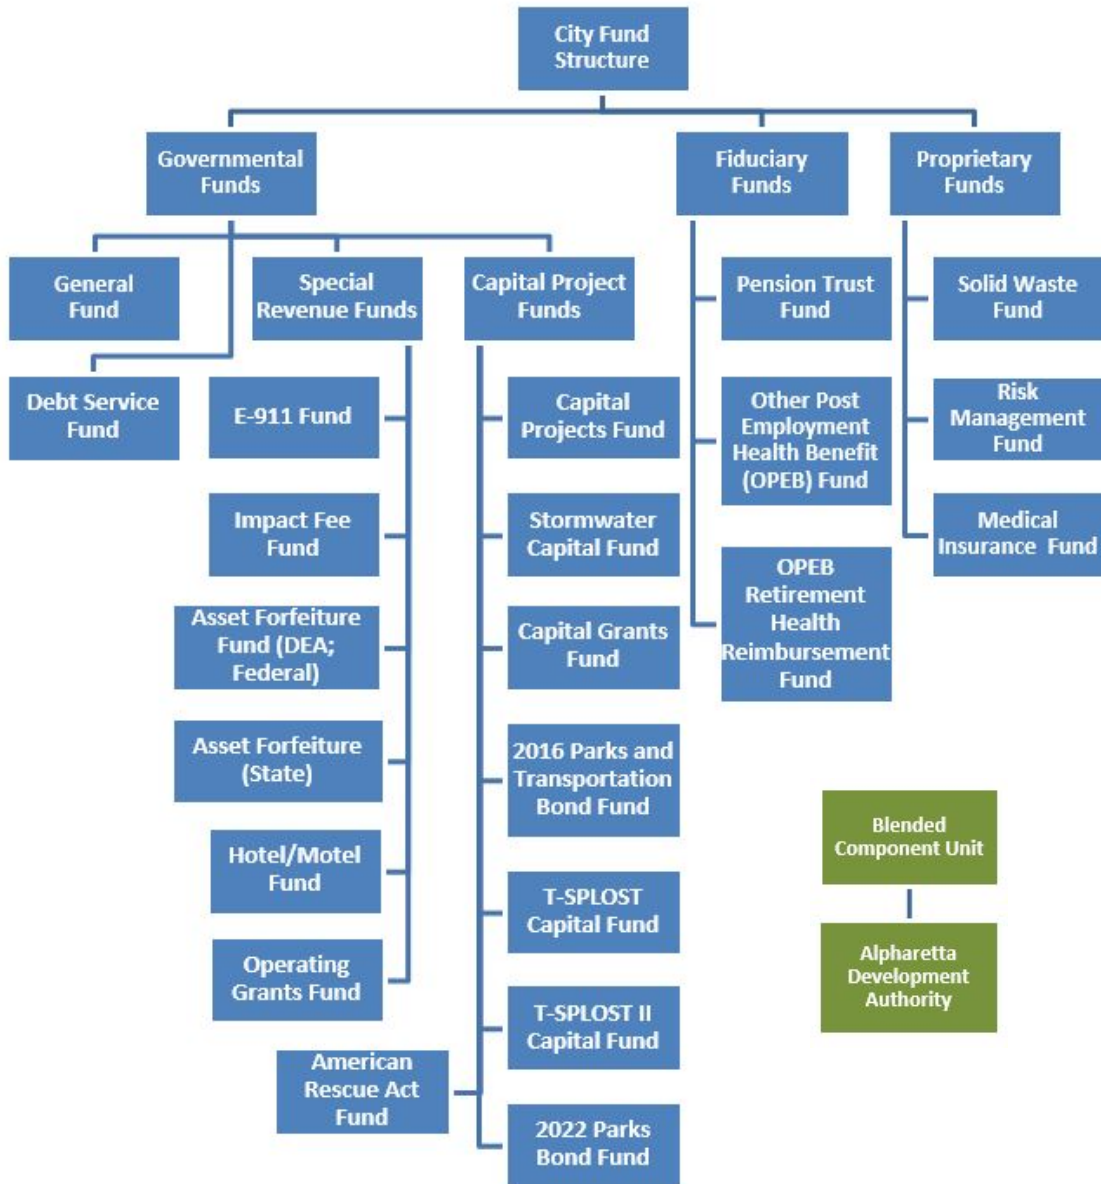 City Fund
Structure
Governmental
Funds
Fiduciary
Funds
Proprietary
Funds
General
Fund
Special
Revenue Funds
Capital Project
Funds
Pension Trust
Fund
Solid Waste
Fund
Debt Service
Fund
E-911 Fund
Capital
Projects Fund
Other Post
Employment
Health Benefit
(OPEB) Fund
Risk
Management
Fund
Impact Fee
Fund
Stormwater
Capital Fund
Medical
Insurance Fund
OPEB
Retirement
Health
Reimbursement
Fund
Asset Forfeiture
Fund (DEA;
Federal)
Capital Grants
Fund
Asset Forfeiture
(State)
2016 Parks and
Transportation
Bond Fund
Blended
Component Unit
Hotel/Motel
Fund
T-SPLOST
Capital Fund
Alpharetta
Development
Authority
Operating
Grants Fund
T-SPLOST II
Capital Fund
American
Rescue Act
Fund
2022 Parks
Bond Fund